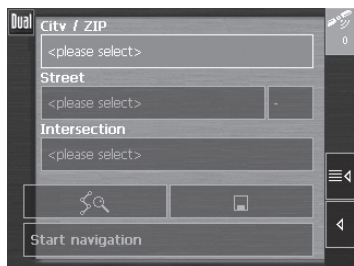 Dual
City / ZIP
0
<please select>
Street
<please select> -
Intersection
<please select>
Start navigation